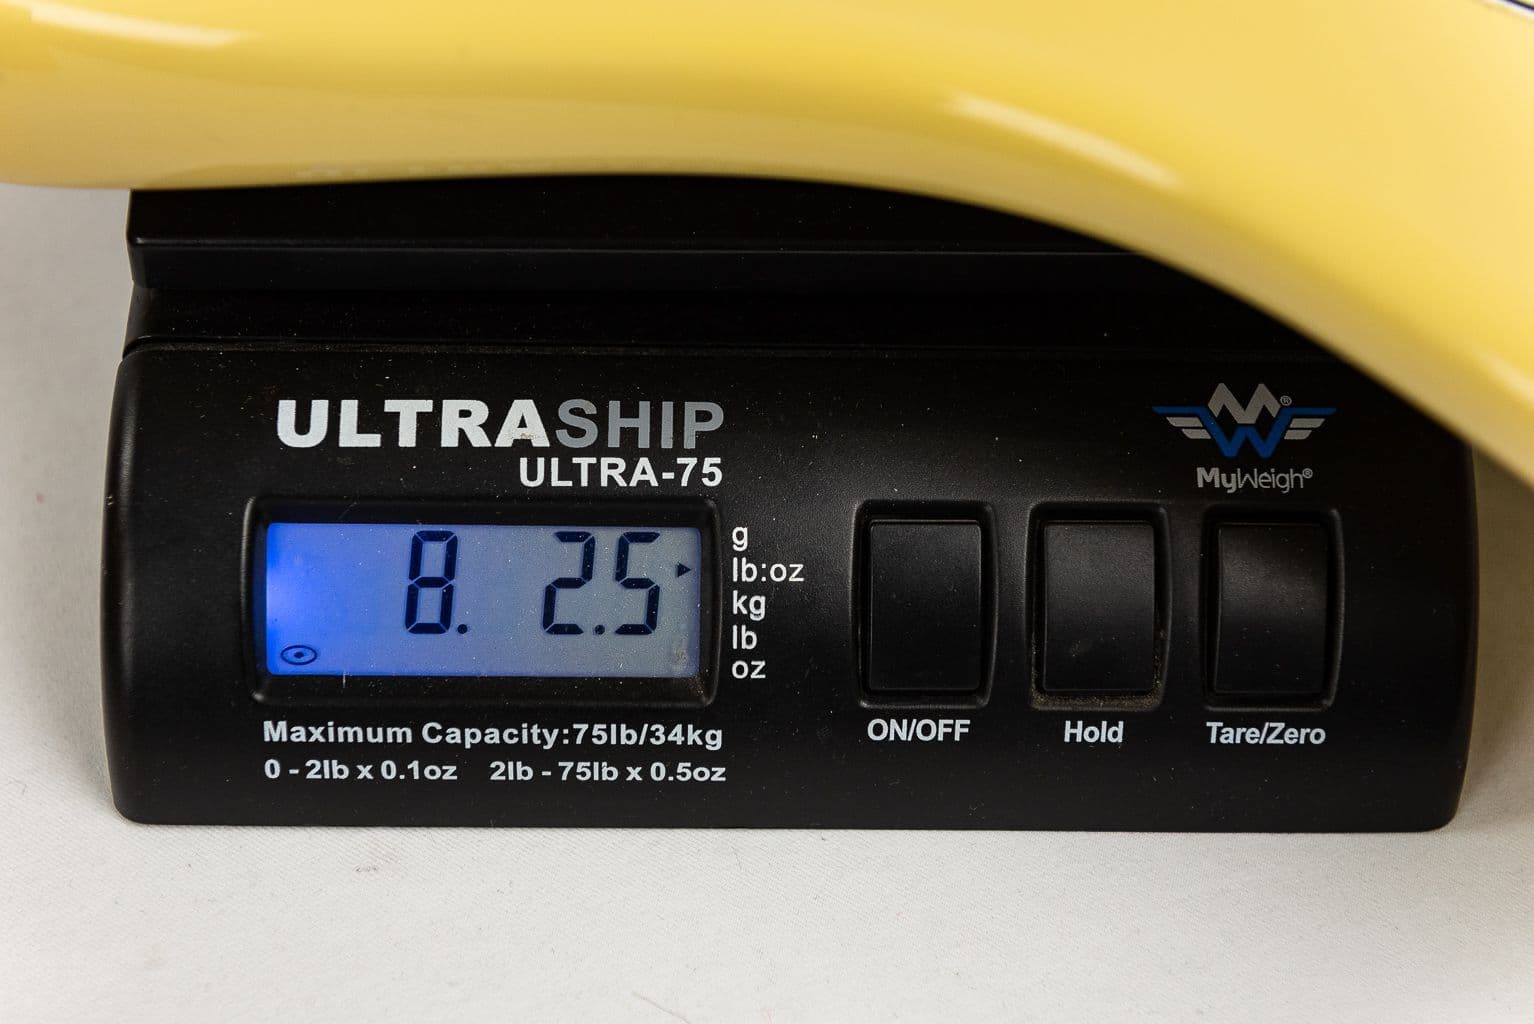 ULTRASHIP
ULTRA-75
MW®
MyWeigh®
8. 2.5
g
lb:oz
kg
lb
oz
Maximum Capacity:75lb/34kg
0 - 2lb x 0.1oz 2lb - 75lb x 0.5oz
ON/OFF
Hold
Tare/Zero